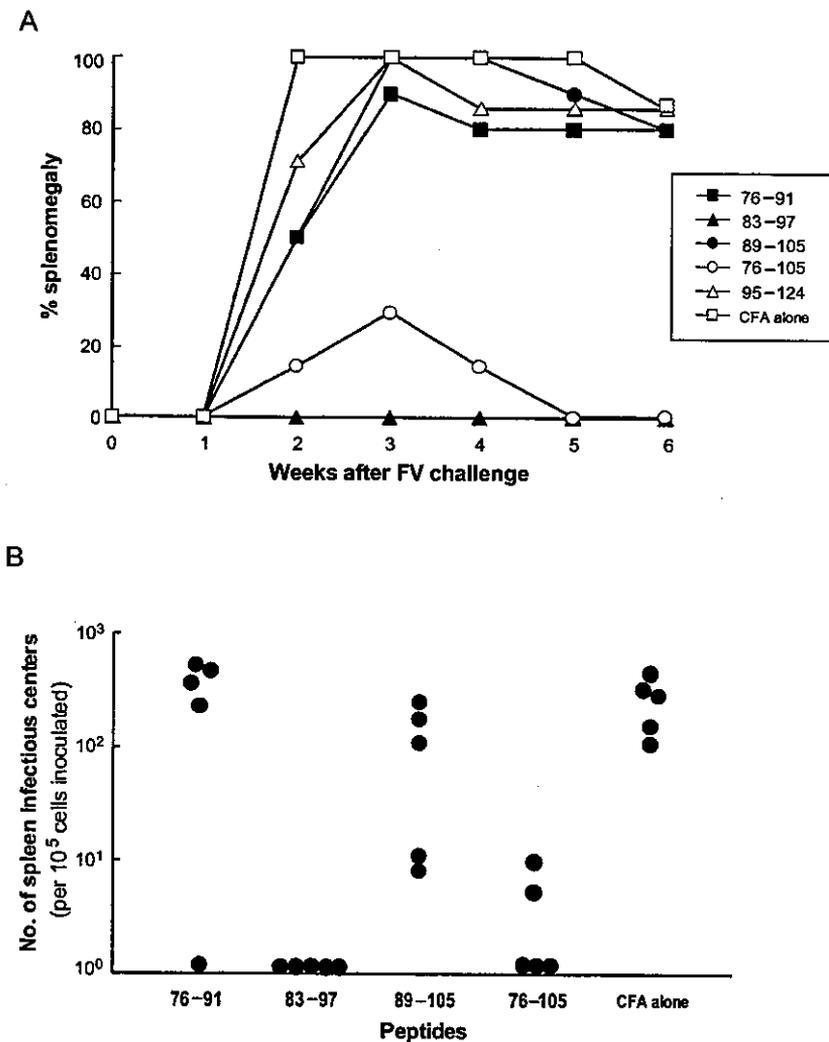 A
100
80
60
40
20
0
% splenomegaly
0 1 2 3 4 5 6
Weeks after FV challenge
76–91
83–97
89–105
76–105
95–124
CFA alone
B
10³
10²
10¹
10⁰
No. of spleen infectious centers
(per 10⁵ cells inoculated)
76–91 83–97 89–105 76–105 CFA alone
Peptides